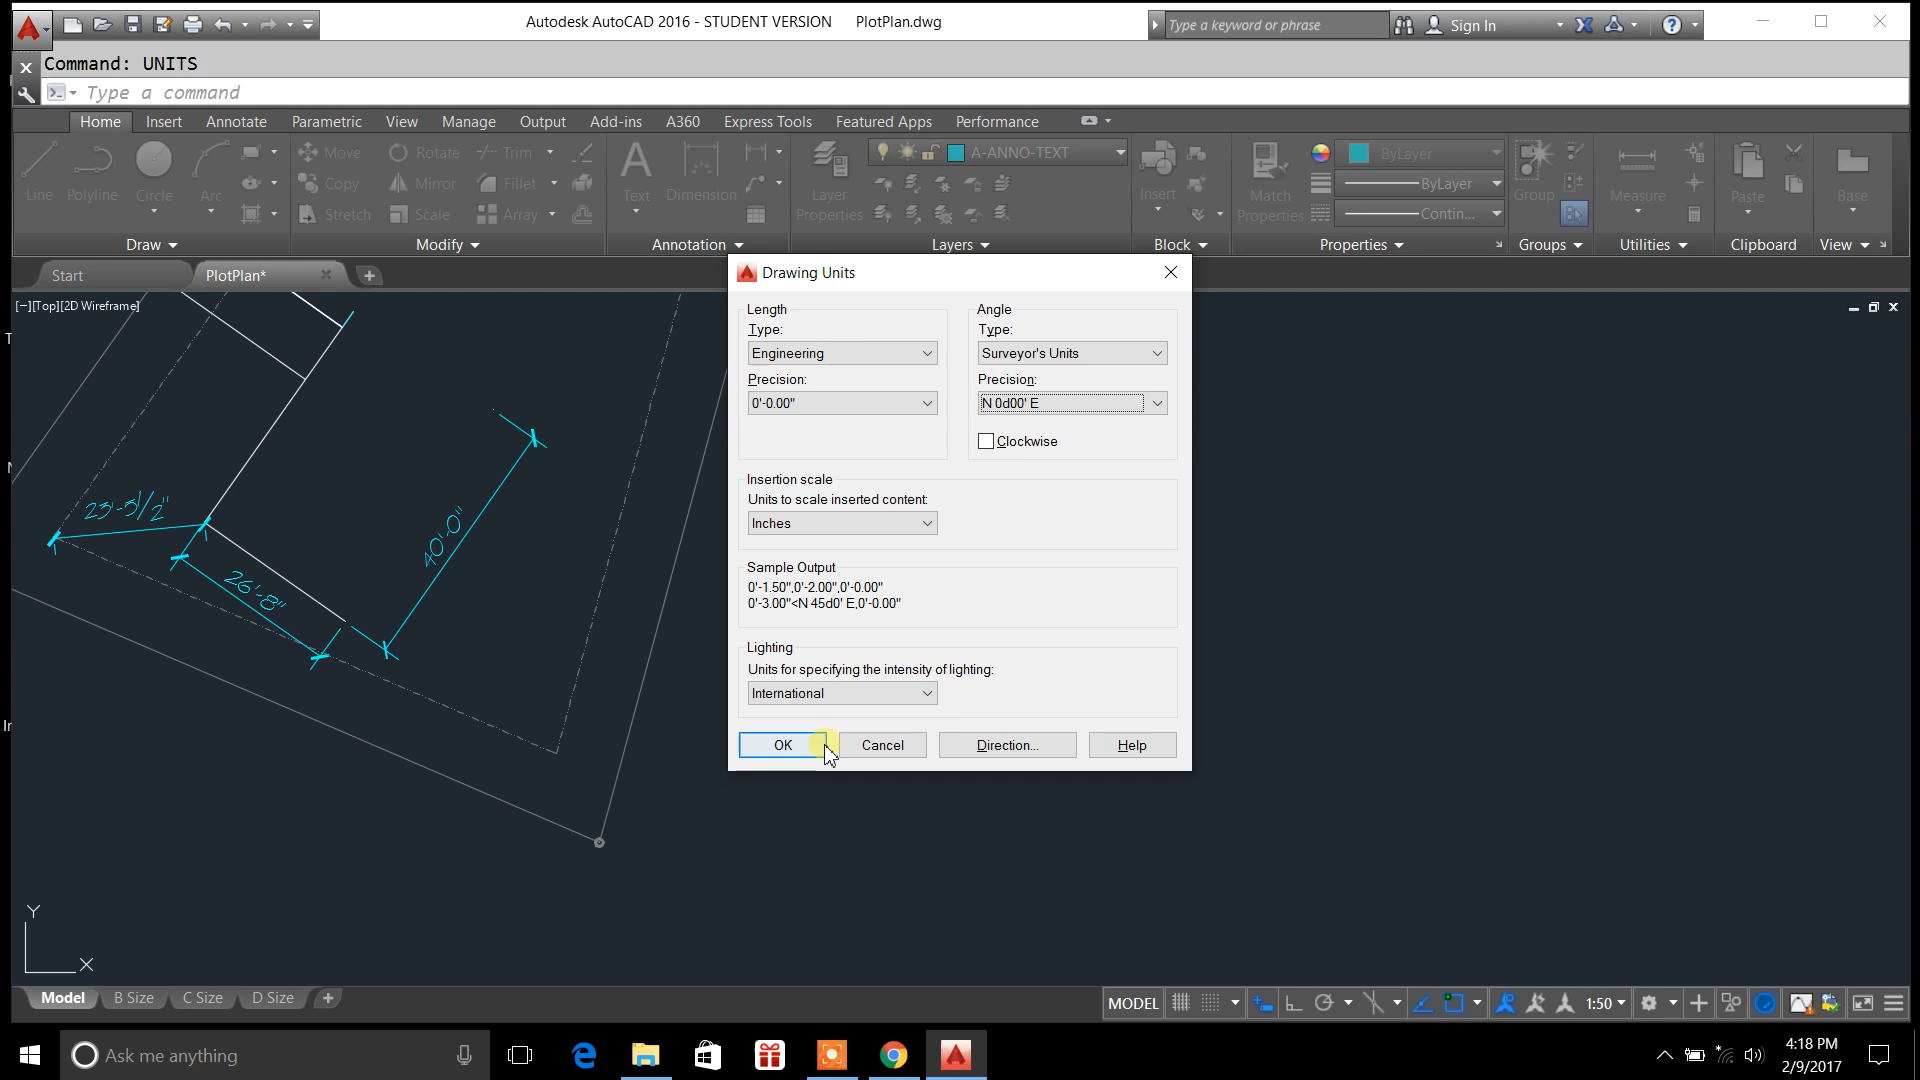 Autodesk AutoCAD 2016 - STUDENT VERSION PlotPlan.dwg
Type a keyword or phrase
Sign In
Command: UNITS
Type a command
Home Insert Annotate Parametric View Manage Output Add-ins A360 Express Tools Featured Apps Performance
Line Polyline Circle Arc
Move Rotate Trim
Copy Mirror Fillet
Stretch Scale Array
Text Dimension
Layer Properties
A-ANNO-TEXT
Insert
Match Properties
ByLayer
ByLayer
Contin...
Group
Measure
Paste
Base
Draw Modify Annotation Layers Block Properties Groups Utilities Clipboard View
Start PlotPlan*
[−][Top][2D Wireframe]
Drawing Units
Length
Type:
Engineering
Precision:
0'-0.00"
Angle
Type:
Surveyor's Units
Precision:
N 0d00' E
Clockwise
Insertion scale
Units to scale inserted content:
Inches
Sample Output
0'-1.50",0'-2.00",0'-0.00"
0'-3.00"<N 45d0' E,0'-0.00"
Lighting
Units for specifying the intensity of lighting:
International
OK Cancel Direction... Help
40'-0"
26'-8"
Y
X
Model B Size C Size D Size
MODEL 1:50
Ask me anything
4:18 PM
2/9/2017